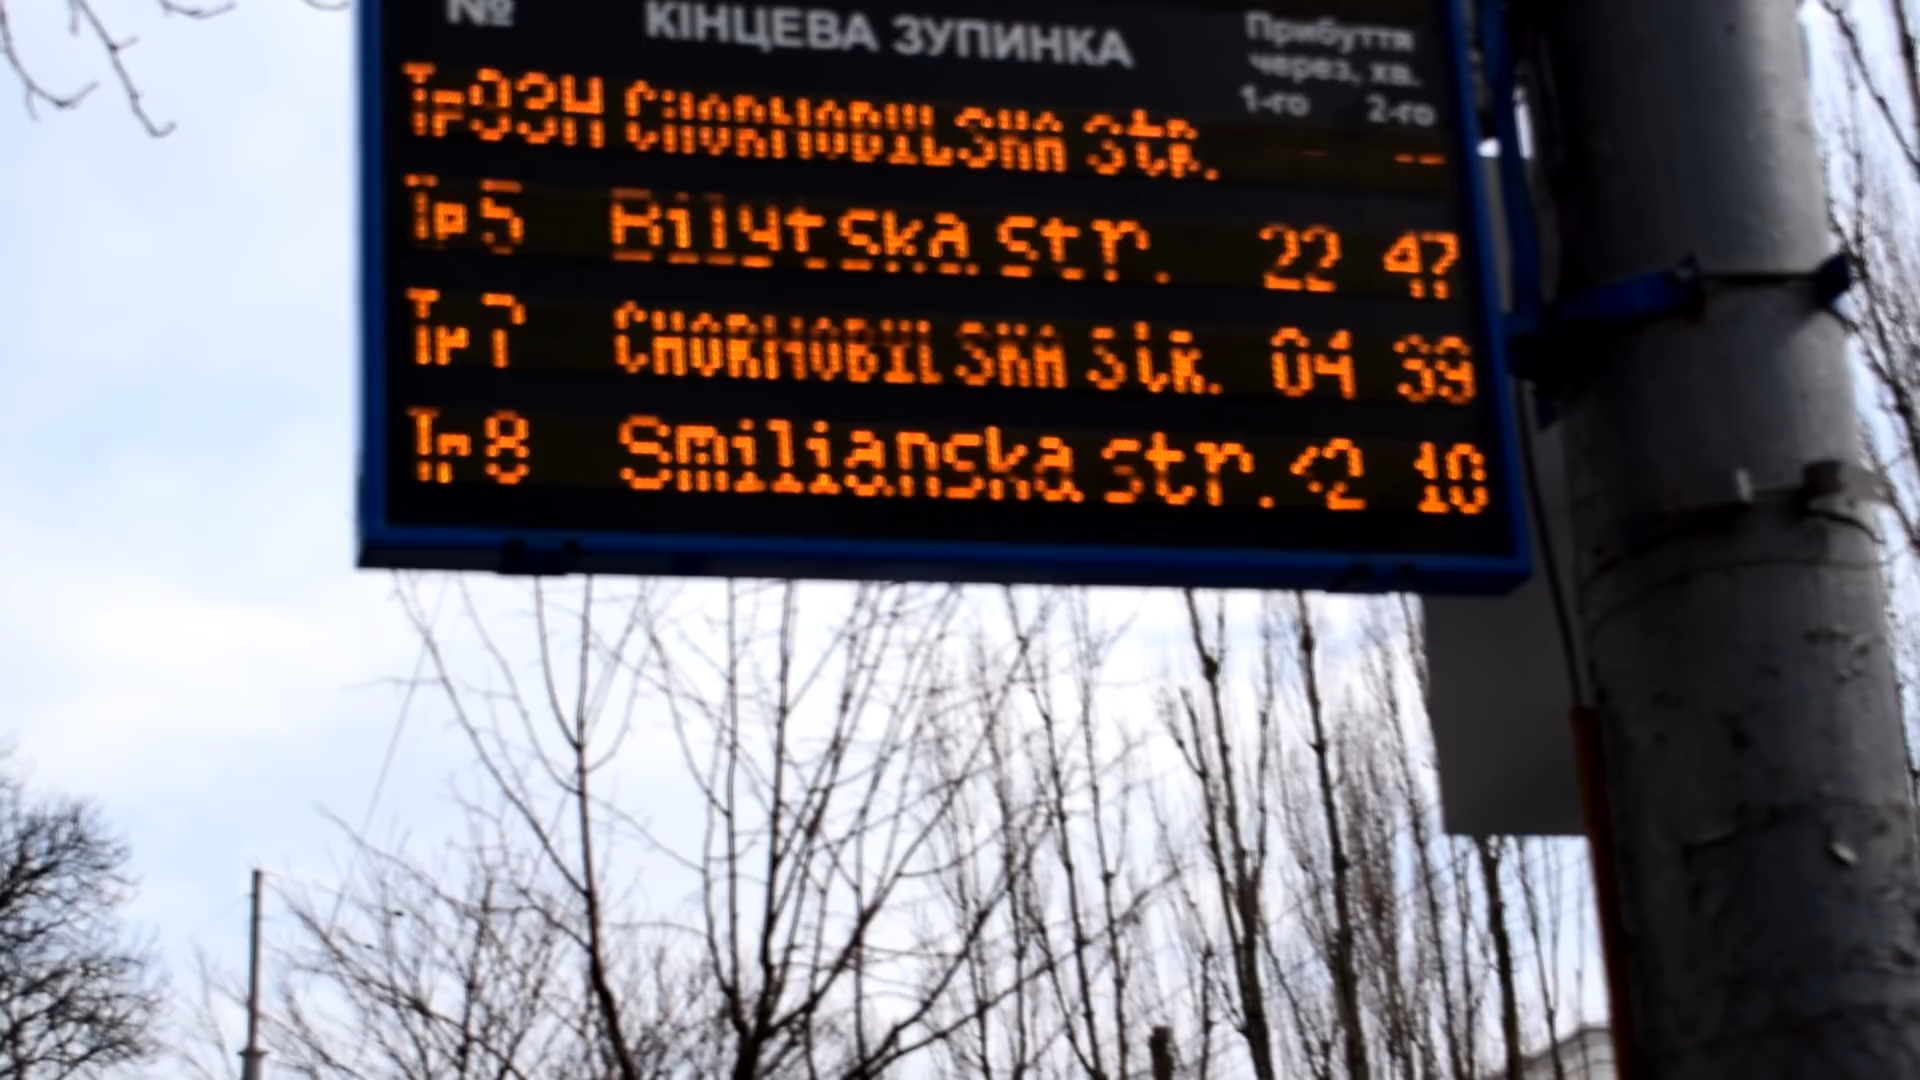 № КІНЦЕВА ЗУПИНКА Прибуття
через, хв.
1-го 2-го
Тр93Н CHORNOBYLSKA STR. -- --
Тр5 Bilytska str. 22 47
Тр7 CHORNOBYLSKA STR. 04 39
Тр8 Smilianska str. <2 10